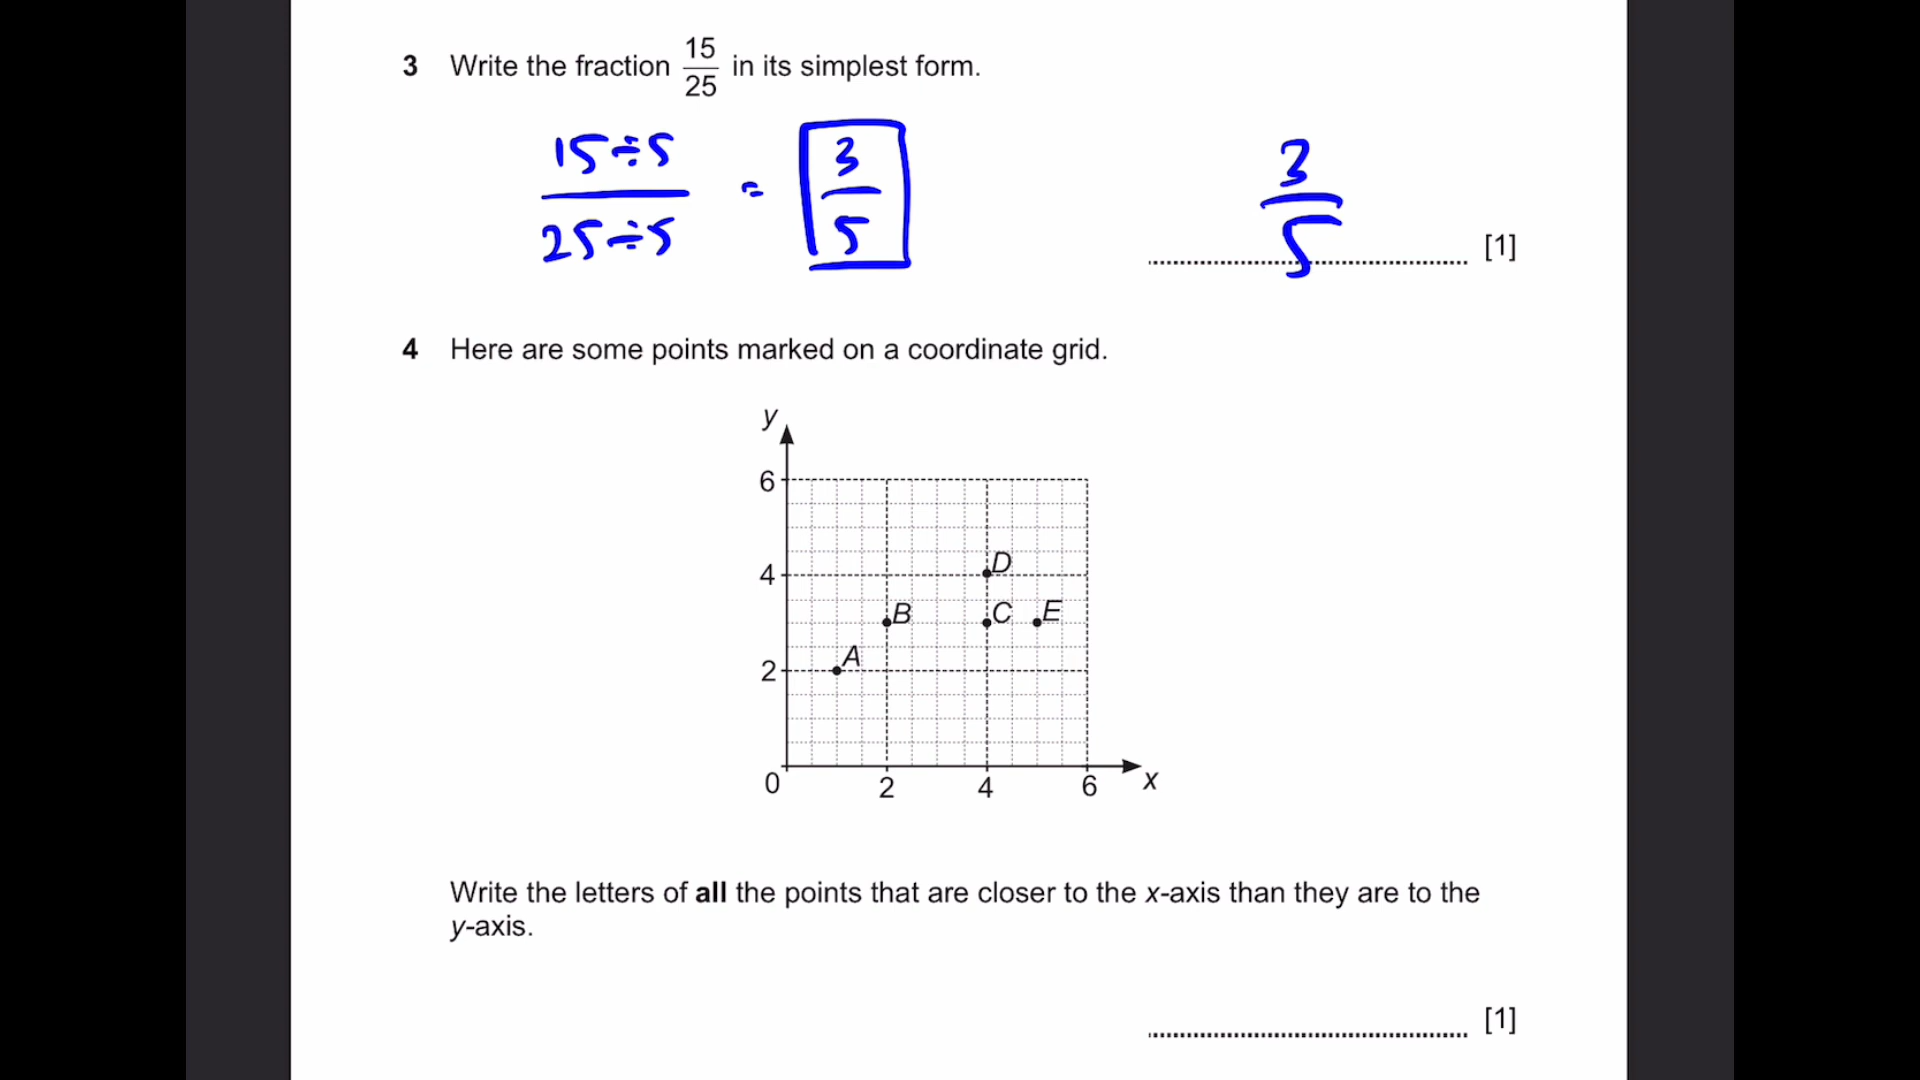 3 Write the fraction 15/25 in its simplest form.
15÷5
25÷5
=
3
5
3
5
[1]
4 Here are some points marked on a coordinate grid.
y
6
D
4
B
C
E
A
2
0
2
4
6
x
Write the letters of all the points that are closer to the x-axis than they are to the
y-axis.
[1]